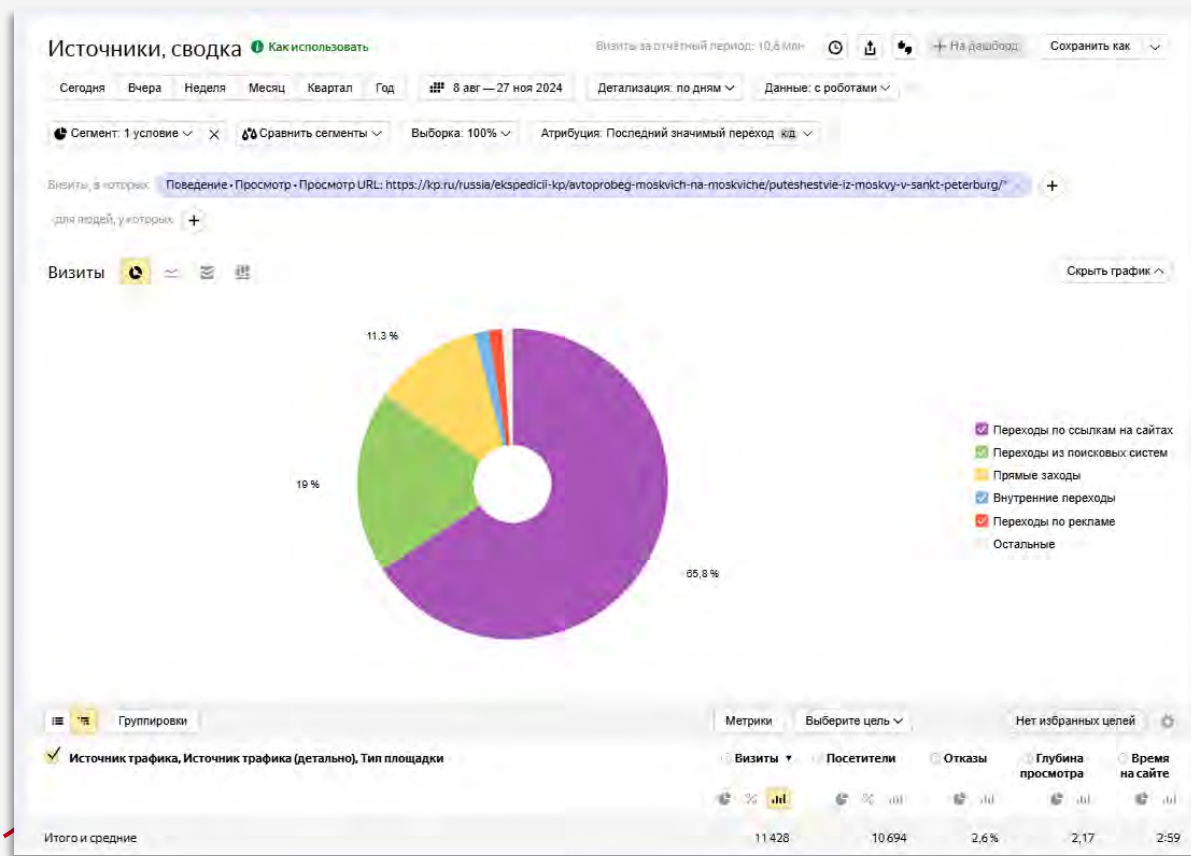 Источники, сводка Как использовать Визиты за отчётный период: 10,6 млн На дашборд Сохранить как
Сегодня Вчера Неделя Месяц Квартал Год 8 авг — 27 ноя 2024 Детализация: по дням Данные: с роботами
Сегмент: 1 условие Сравнить сегменты Выборка: 100% Атрибуция: Последний значимый переход кд
Визиты, в которых Поведение • Просмотр • Просмотр URL: https://kp.ru/russia/ekspedicii-kp/avtoprobeg-moskvich-na-moskviche/puteshestvie-iz-moskvy-v-sankt-peterburg/*
для людей, у которых
Визиты Скрыть график
11,3 %
19 %
65,8 %
Переходы по ссылкам на сайтах
Переходы из поисковых систем
Прямые заходы
Внутренние переходы
Переходы по рекламе
Остальные
Группировки Метрики Выберите цель Нет избранных целей
Источник трафика, Источник трафика (детально), Тип площадки Визиты Посетители Отказы Глубина просмотра Время на сайте
Итого и средние 11 428 10 694 2,6 % 2,17 2:59